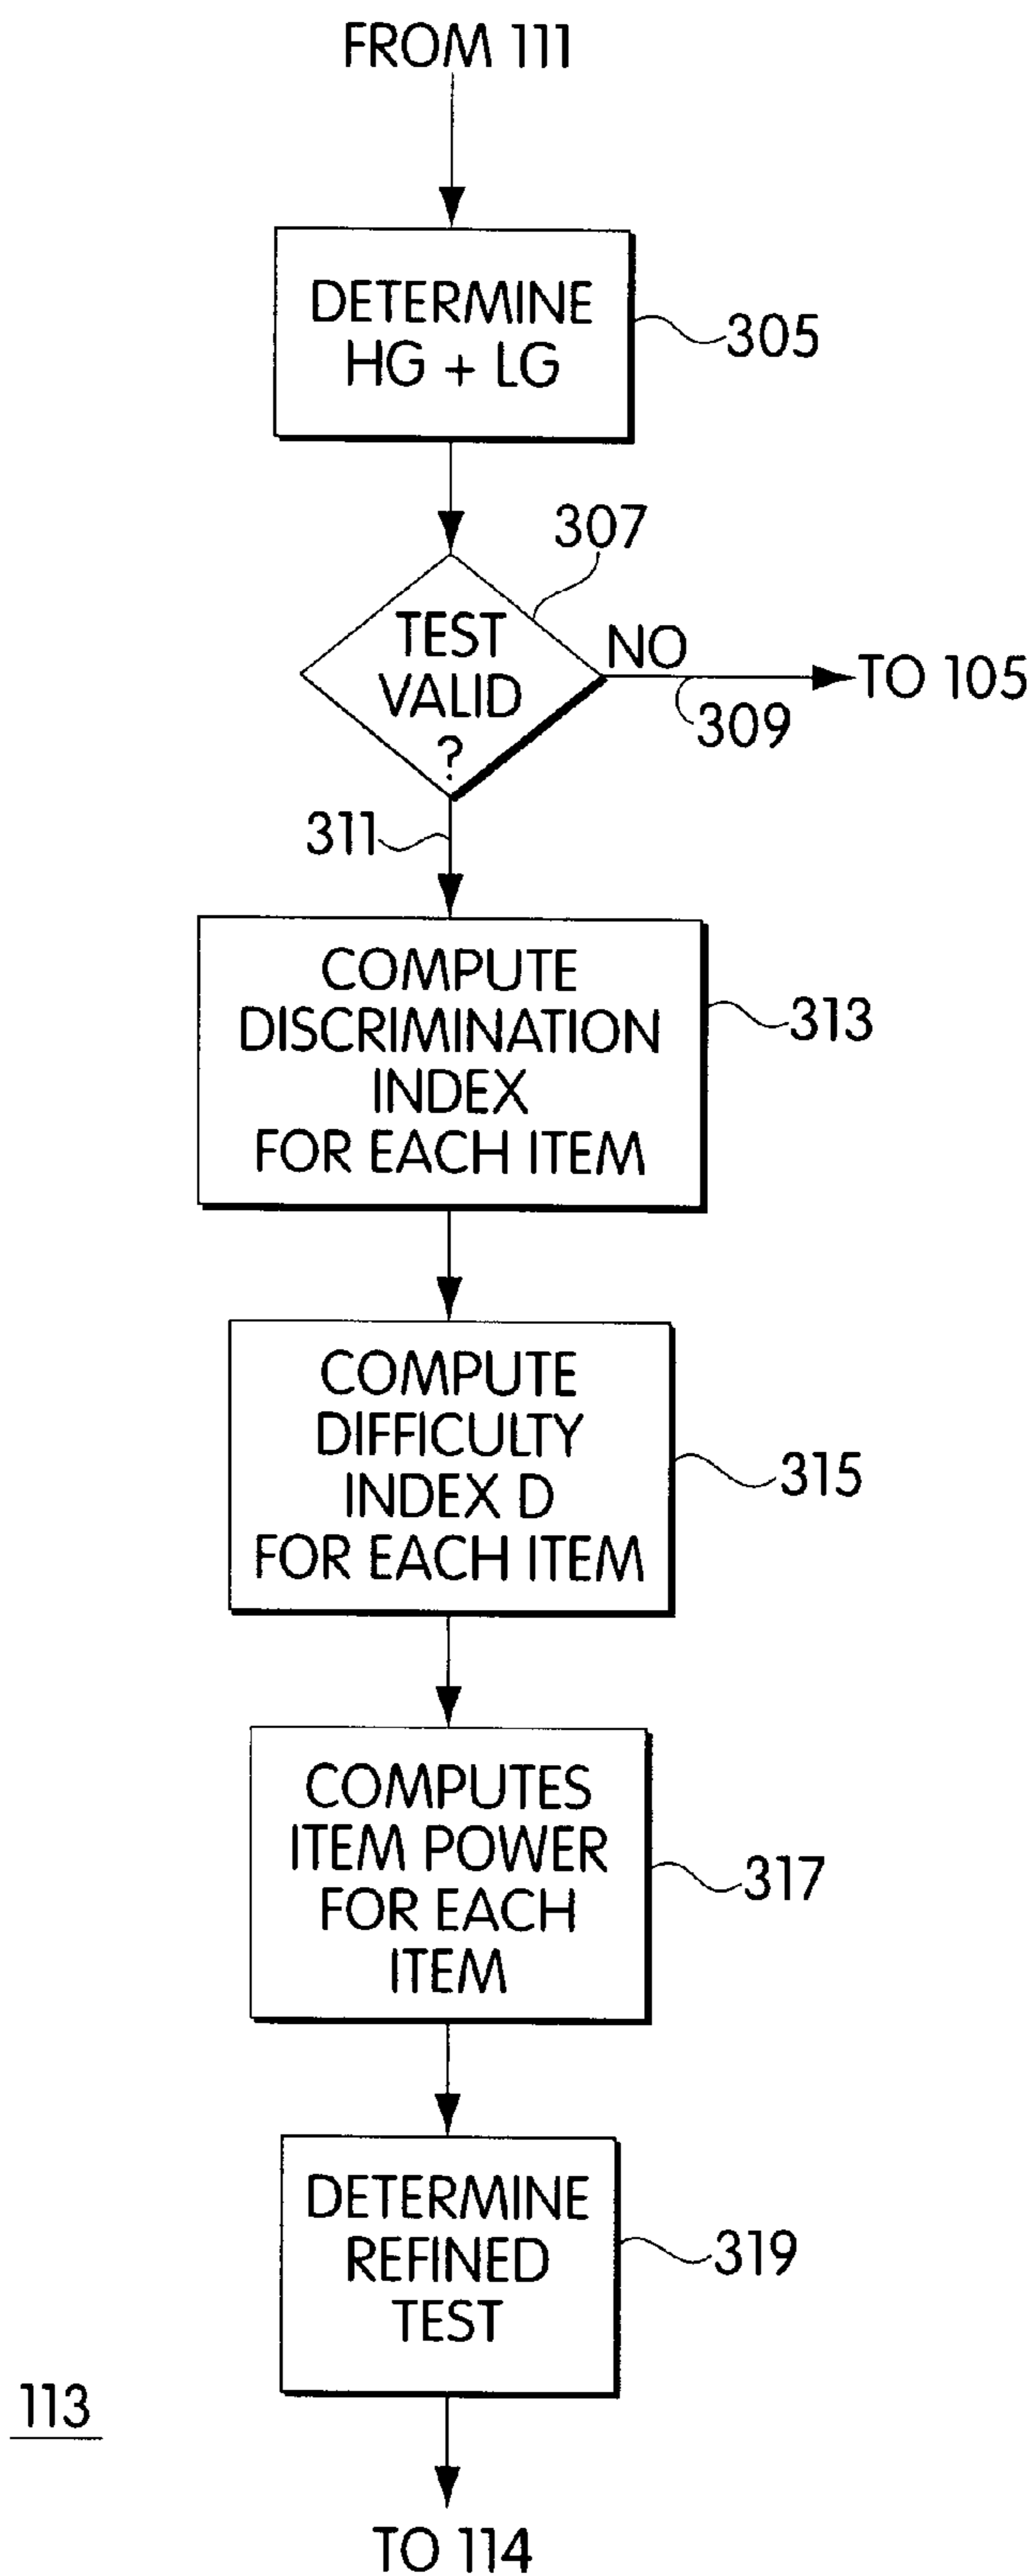 FROM 111
DETERMINE
HG + LG
305
307
TEST
VALID
?
NO
TO 105
309
311
COMPUTE
DISCRIMINATION
INDEX
FOR EACH ITEM
313
COMPUTE
DIFFICULTY
INDEX D
FOR EACH ITEM
315
COMPUTES
ITEM POWER
FOR EACH
ITEM
317
DETERMINE
REFINED
TEST
319
113
TO 114